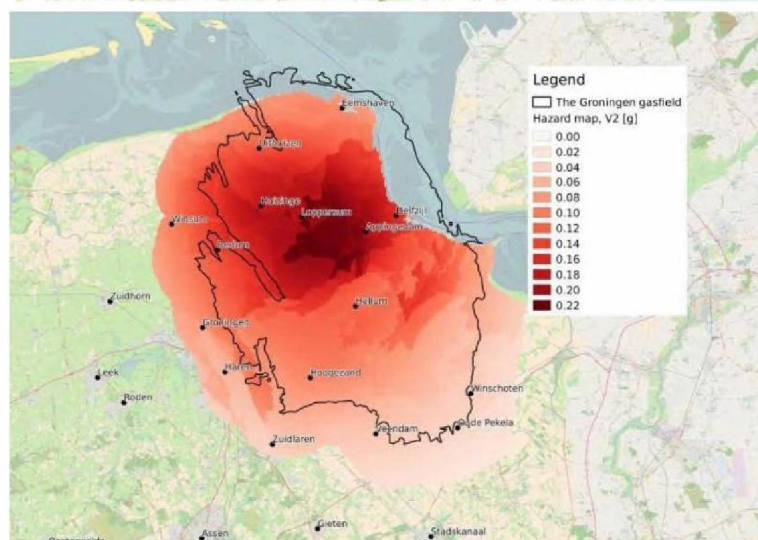 Legend
The Groningen gasfield
Hazard map, V2 [g]
0.00
0.02
0.04
0.06
0.08
0.10
0.12
0.14
0.16
0.18
0.20
0.22
Eemshaven
Uithuizen
Huizinge
Loppersum
Delfzijl
Winsum
Appingedam
Bedum
Zuidhorn
Hellum
Groningen
Haren
Leek
Hoogezand
Roden
Winschoten
Oude Pekela
Veendam
Zuidlaren
Gieten
Assen
Stadskanaal